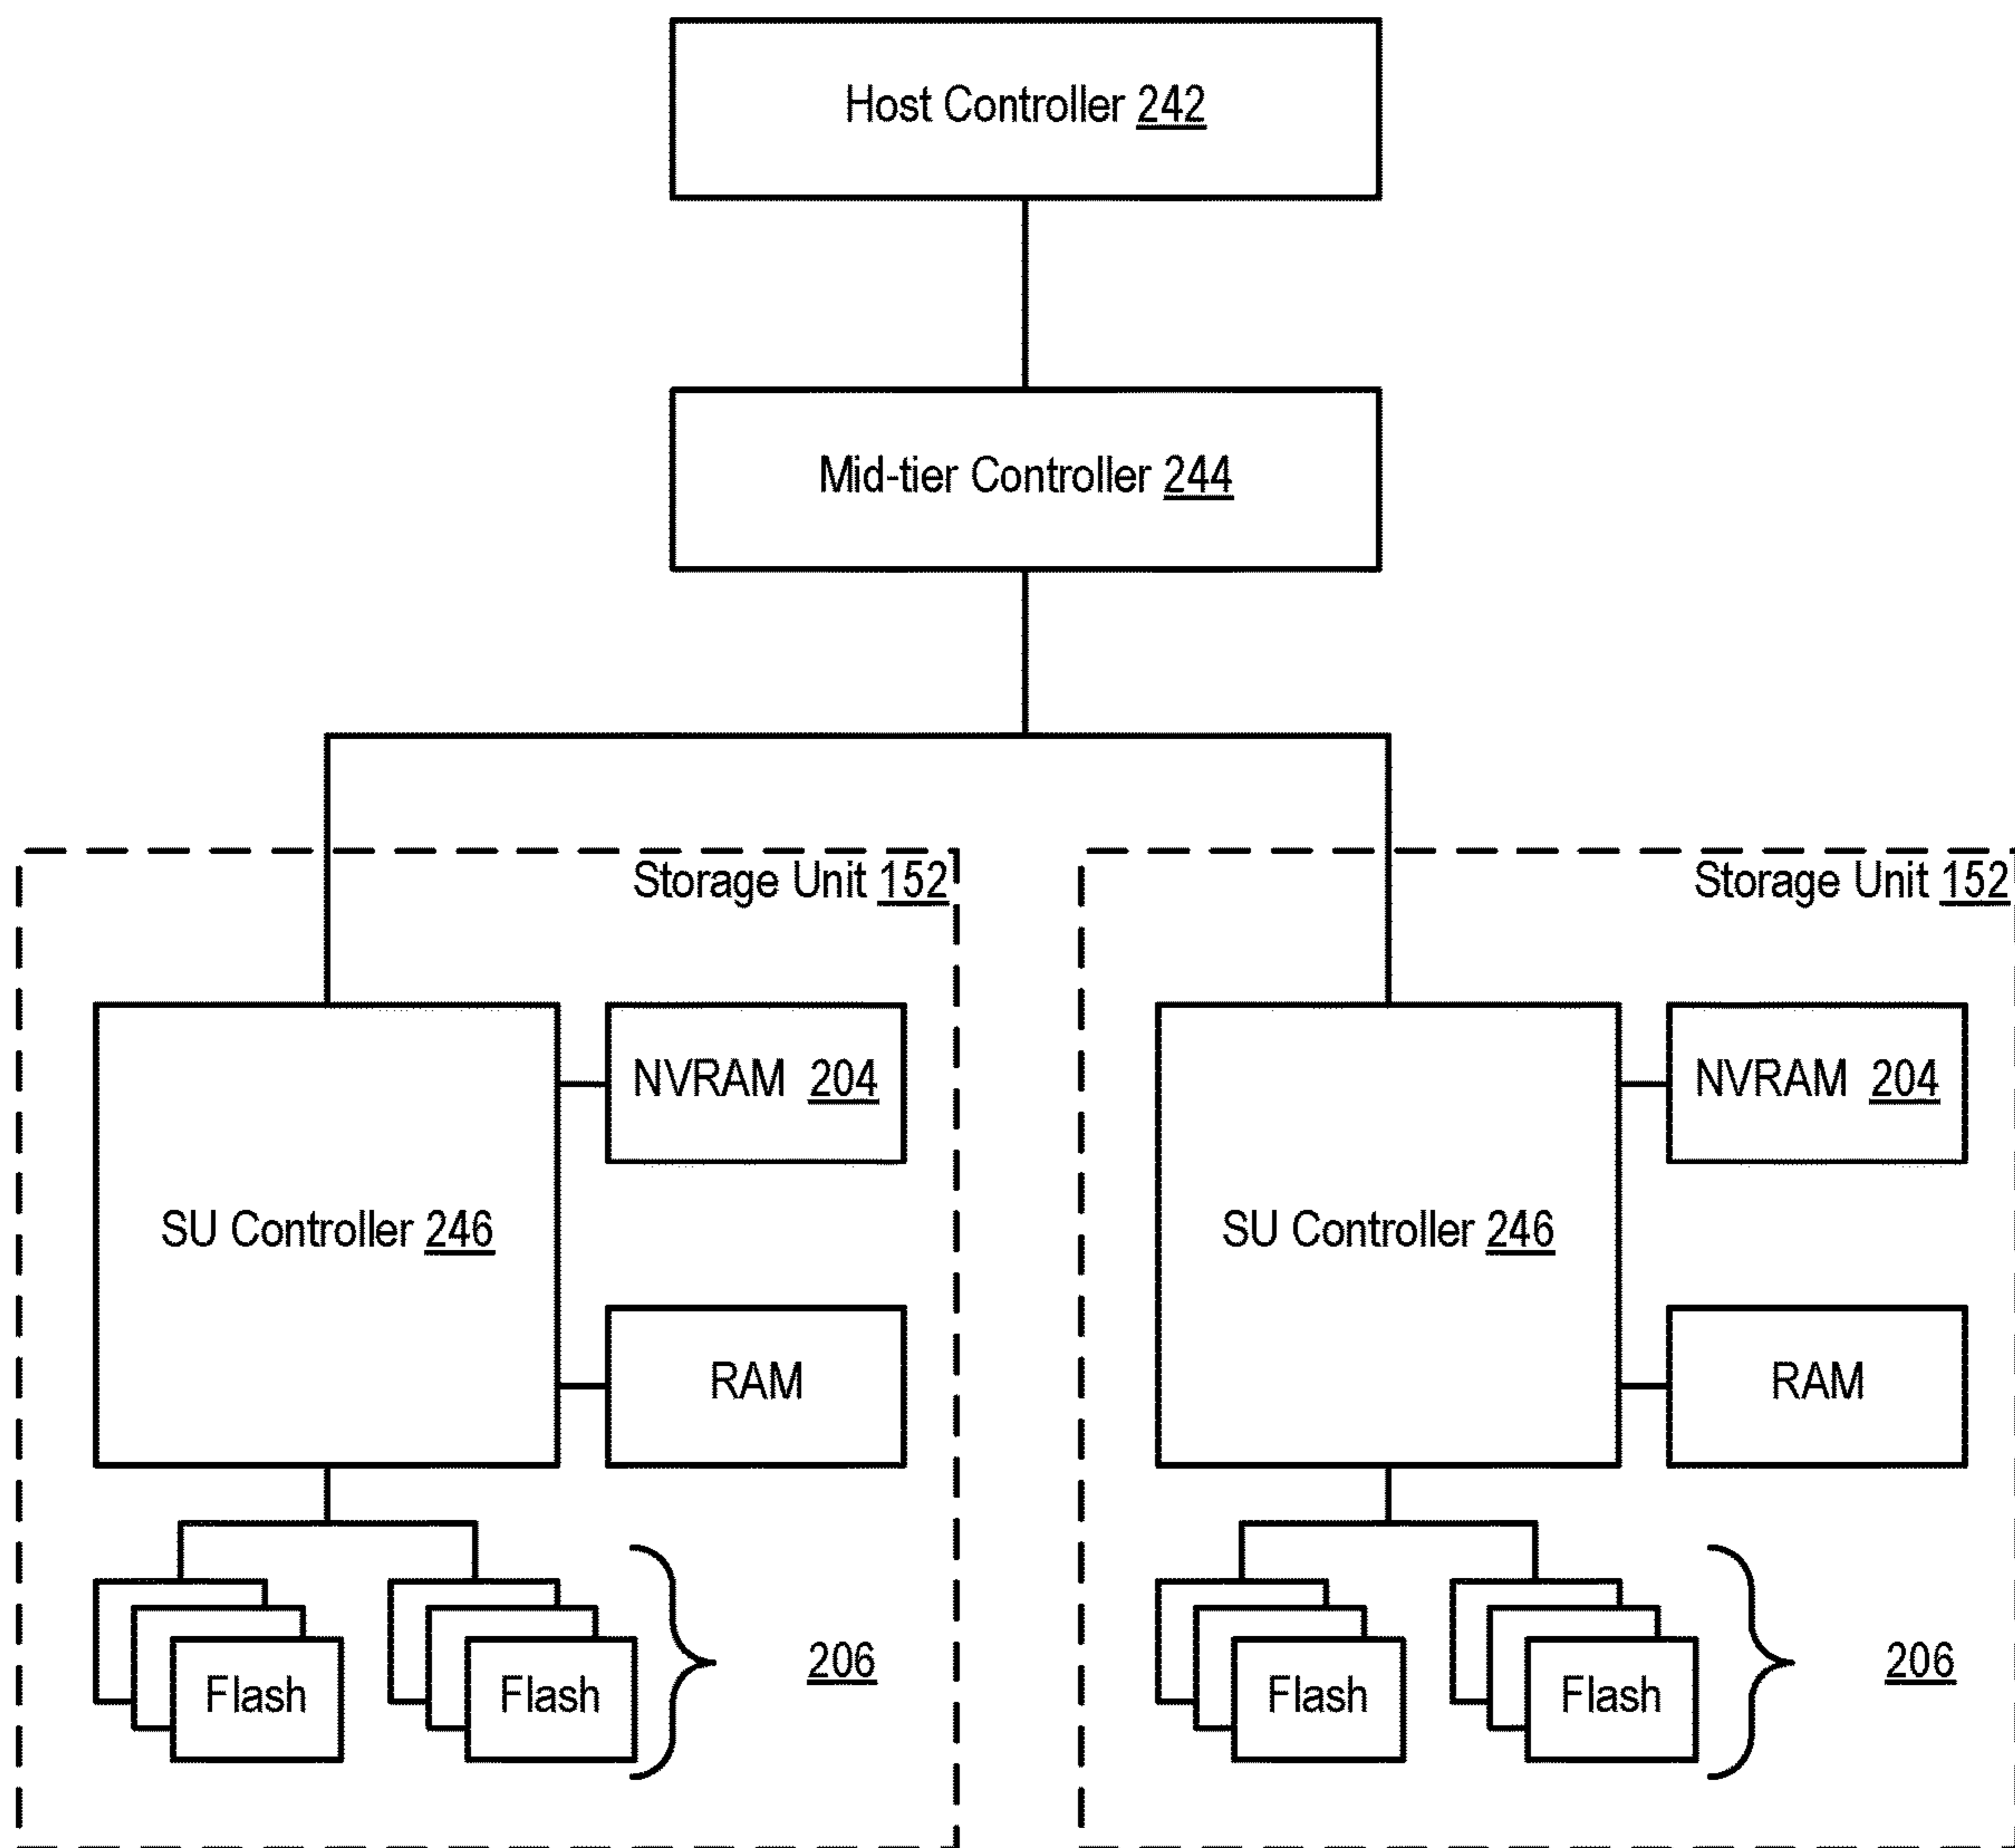 Host Controller 242
Mid-tier Controller 244
Storage Unit 152
Storage Unit 152
NVRAM 204
NVRAM 204
SU Controller 246
SU Controller 246
RAM
RAM
Flash
Flash
206
Flash
Flash
206